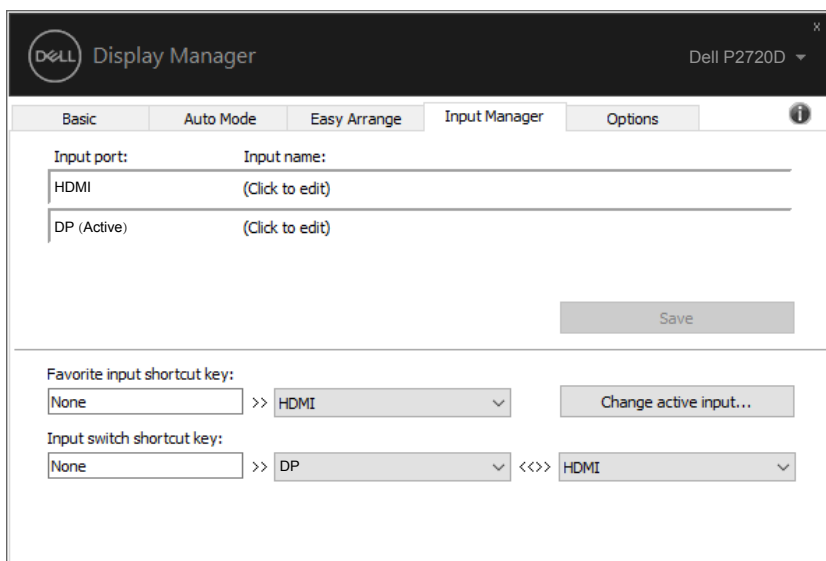 x
DELL Display Manager Dell P2720D
Basic Auto Mode Easy Arrange Input Manager Options i
Input port: Input name:
HDMI (Click to edit)
DP (Active) (Click to edit)
Save
Favorite input shortcut key:
None >> HDMI Change active input...
Input switch shortcut key:
None >> DP <<>> HDMI